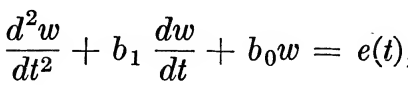 d²w/dt² + b₁ dw/dt + b₀w = e(t),